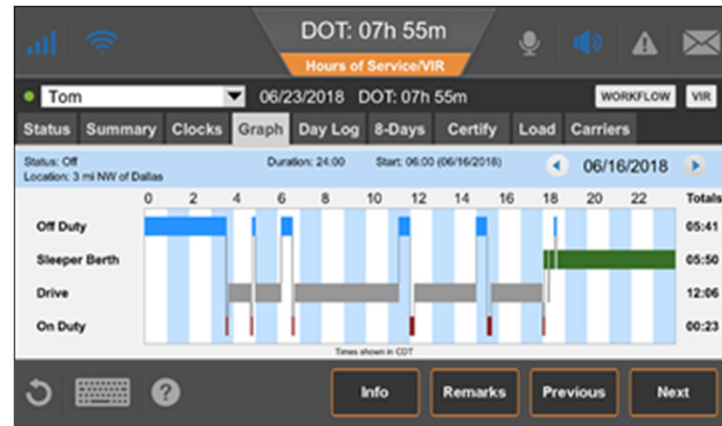 DOT: 07h 55m
Hours of Service/VIR
Tom 06/23/2018 DOT: 07h 55m WORKFLOW VIR
Status Summary Clocks Graph Day Log 8-Days Certify Load Carriers
Status: Off Duration: 24:00 Start: 06:00 (06/16/2018) 06/16/2018
Location: 3 mi NW of Dallas
0 2 4 6 8 10 12 14 16 18 20 22 Totals
Off Duty 05:41
Sleeper Berth 05:50
Drive 12:06
On Duty 00:23
Times shown in CDT
? Info Remarks Previous Next